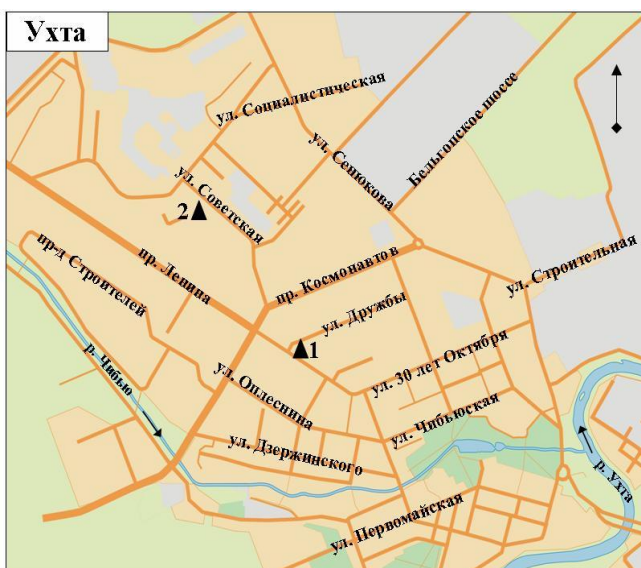 Ухта
ул. Социалистическая
ул. Сенюкова
Бельгопское шоссе
ул. Советская
2
пр. Ленина
пр. Космонавтов
ул. Строительная
пр-д Строителей
ул. Дружбы
1
р. Чибью
ул. 30 лет Октября
ул. Оплеснина
ул. Чибьюская
ул. Дзержинского
р. Ухта
ул. Первомайская